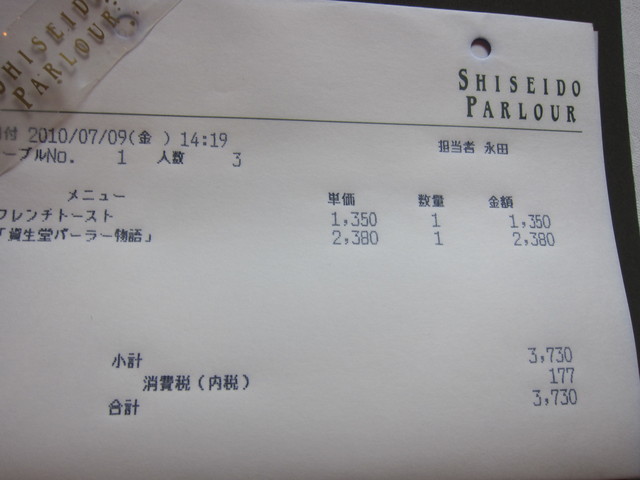 SHISEIDO
PARLOUR
SHISEIDO
PARLOUR
付 2010/07/09(金 ) 14:19
ーブルNo. 1 人数 3
担当者 永田
メニュー 単価 数量 金額
フレンチトースト 1,350 1 1,350
「資生堂パーラー物語」 2,380 1 2,380
小計 3,730
消費税(内税) 177
合計 3,730